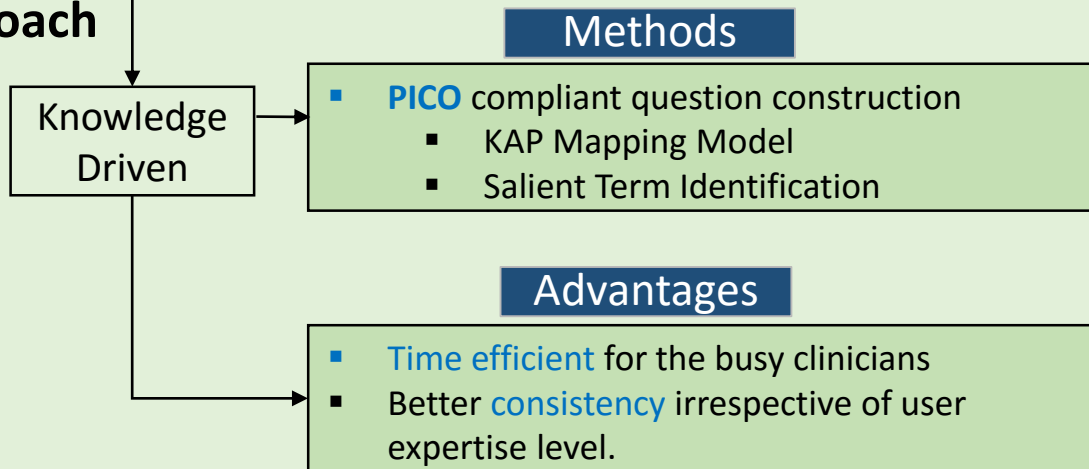 Methods
Knowledge
Driven
▪ PICO compliant question construction
▪ KAP Mapping Model
▪ Salient Term Identification
Advantages
▪ Time efficient for the busy clinicians
▪ Better consistency irrespective of user
expertise level.